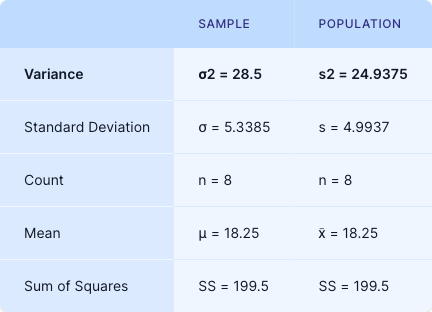 SAMPLE POPULATION
Variance σ2 = 28.5 s2 = 24.9375
Standard Deviation σ = 5.3385 s = 4.9937
Count n = 8 n = 8
Mean μ = 18.25 x̄ = 18.25
Sum of Squares SS = 199.5 SS = 199.5